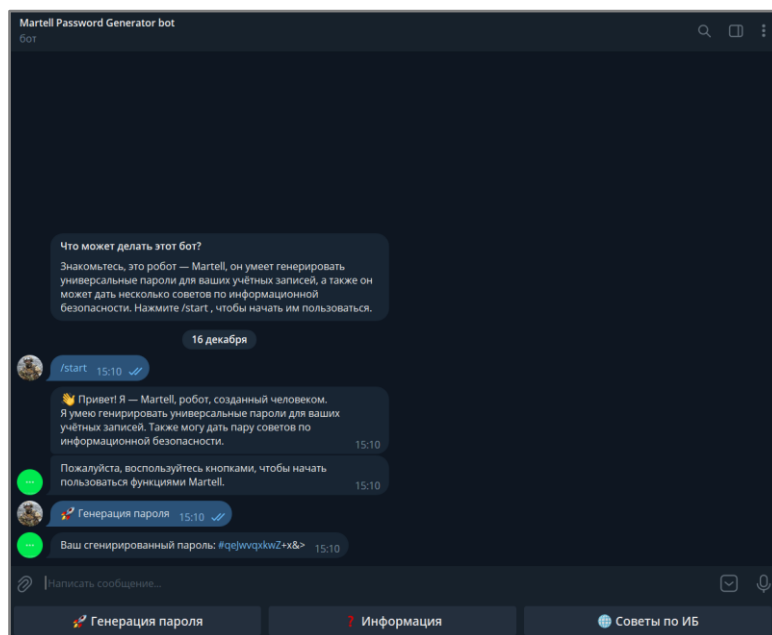 Martell Password Generator bot
бот
Что может делать этот бот?
Знакомьтесь, это робот — Martell, он умеет генерировать
универсальные пароли для ваших учётных записей, а также он
может дать несколько советов по информационной
безопасности. Нажмите /start , чтобы начать им пользоваться.
16 декабря
/start 15:10
👋 Привет! Я — Martell, робот, созданный человеком.
Я умею генирировать универсальные пароли для ваших
учётных записей. Также могу дать пару советов по
информационной безопасности. 15:10
Пожалуйста, воспользуйтесь кнопками, чтобы начать
пользоваться функциями Martell. 15:10
🚀 Генерация пароля 15:10
Ваш сгенирированный пароль: #qeJwvqxkwZ+x&> 15:10
Написать сообщение...
🚀 Генерация пароля ❓ Информация 🌐 Советы по ИБ